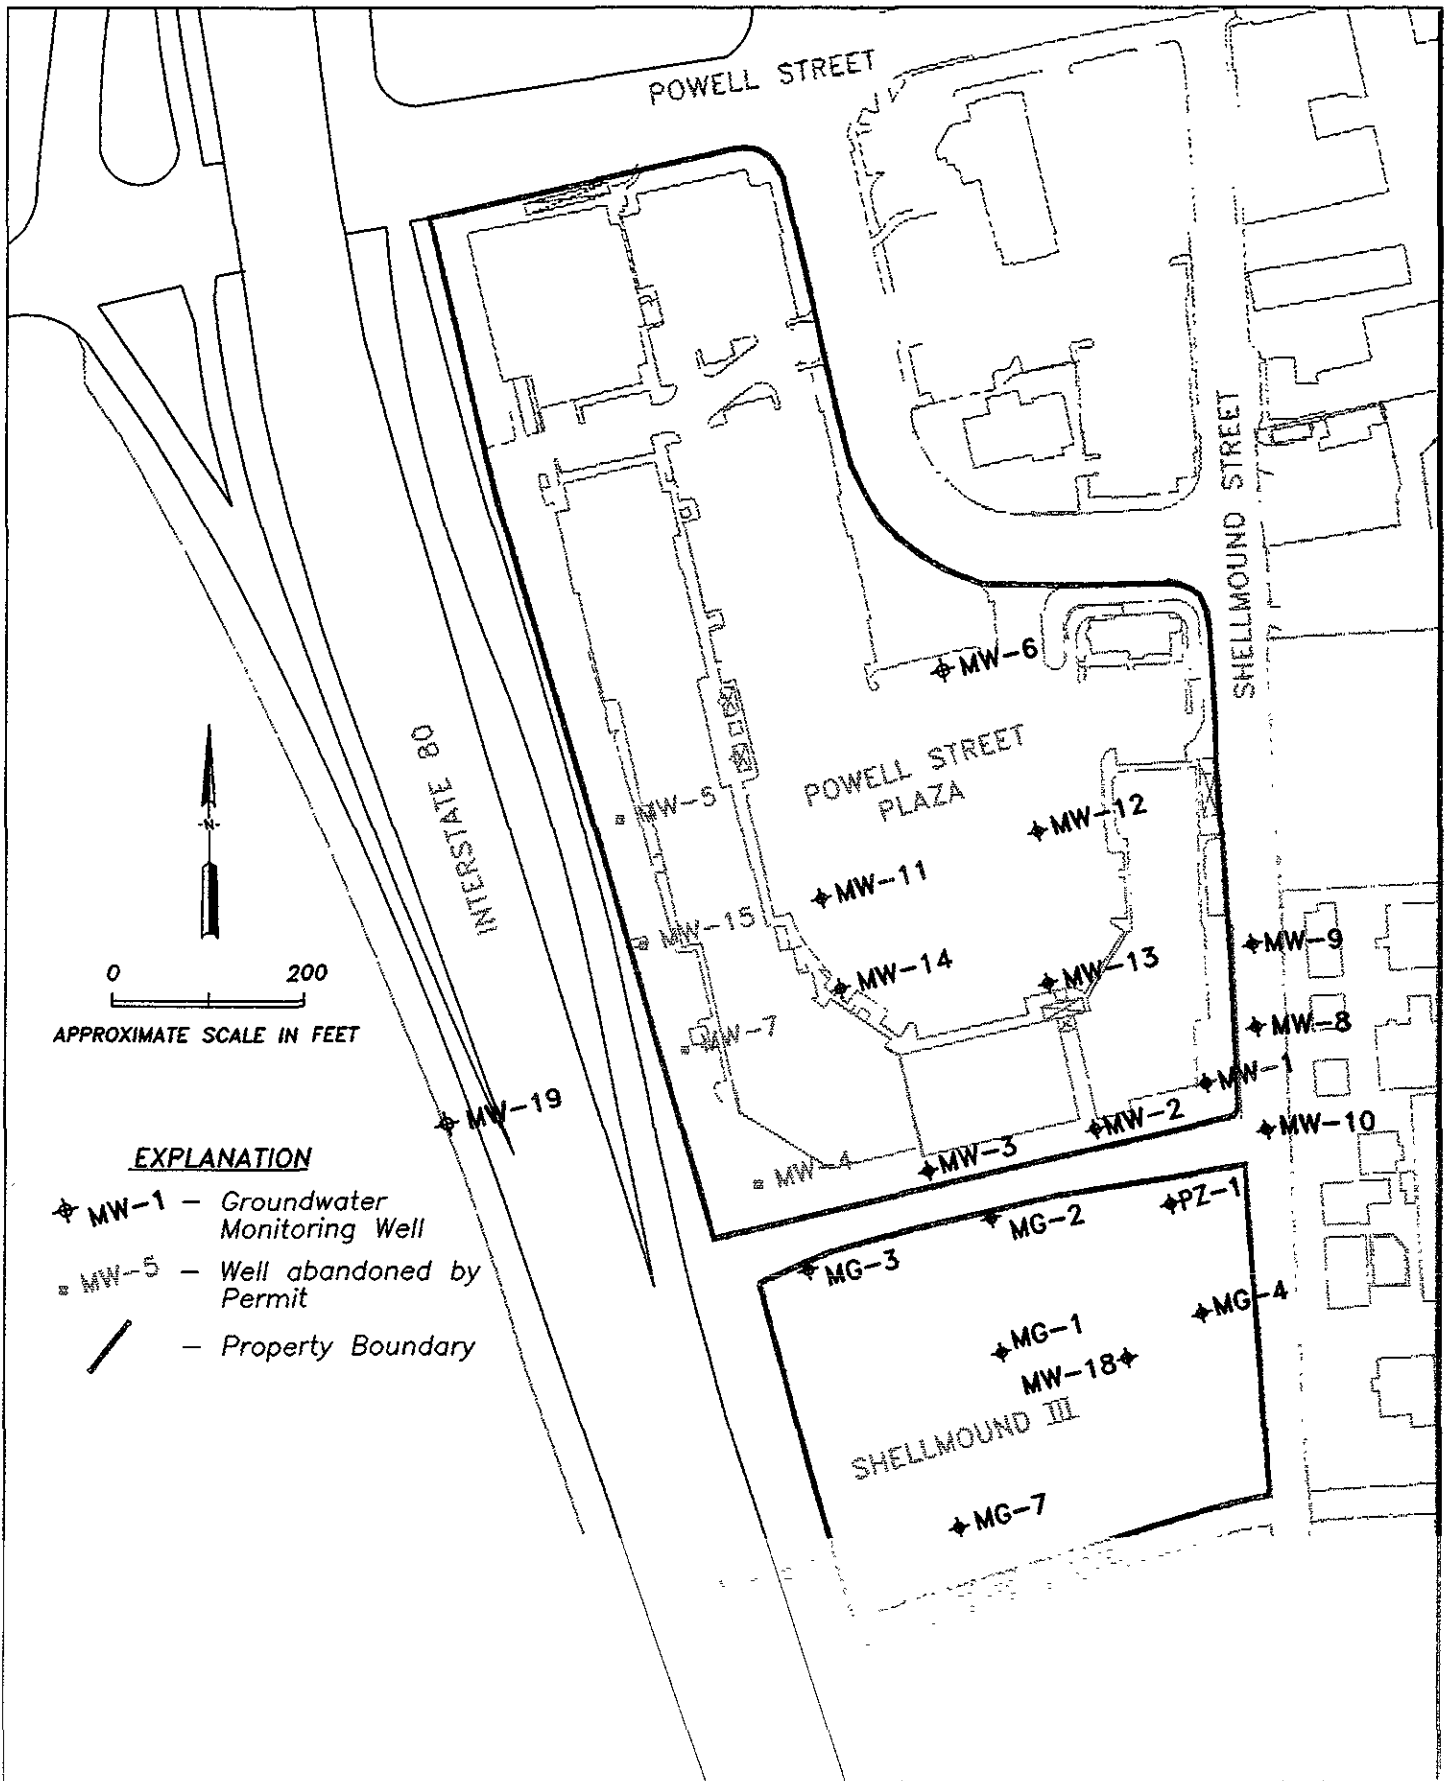 POWELL STREET
SHELLMOUND STREET
MW-6
INTERSTATE 80
POWELL STREET
PLAZA
MW-5
MW-12
MW-11
MW-15
MW-9
-N-
MW-14
MW-13
0 200
APPROXIMATE SCALE IN FEET
MW-7
MW-8
MW-1
MW-19
MW-2
MW-10
MW-3
MW-4
EXPLANATION
MW-1 - Groundwater
Monitoring Well
MW-5 - Well abandoned by
Permit
- Property Boundary
PZ-1
MG-2
MG-3
MG-4
MG-1
MW-18
SHELLMOUND III
MG-7